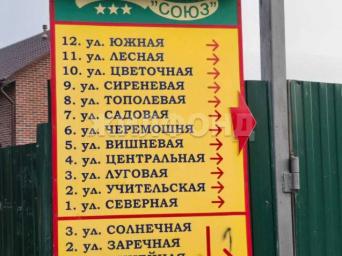 "СОЮЗ"
12. ул. ЮЖНАЯ
11. ул. ЛЕСНАЯ
10. ул. ЦВЕТОЧНАЯ
9. ул. СИРЕНЕВАЯ
8. ул. ТОПОЛЕВАЯ
7. ул. САДОВАЯ
6. ул. ЧЕРЕМОШНА
5. ул. ВИШНЕВАЯ
4. ул. ЦЕНТРАЛЬНАЯ
3. ул. ЛУГОВАЯ
2. ул. УЧИТЕЛЬСКАЯ
1. ул. СЕВЕРНАЯ
3. ул. СОЛНЕЧНАЯ
2. ул. ЗАРЕЧНАЯ